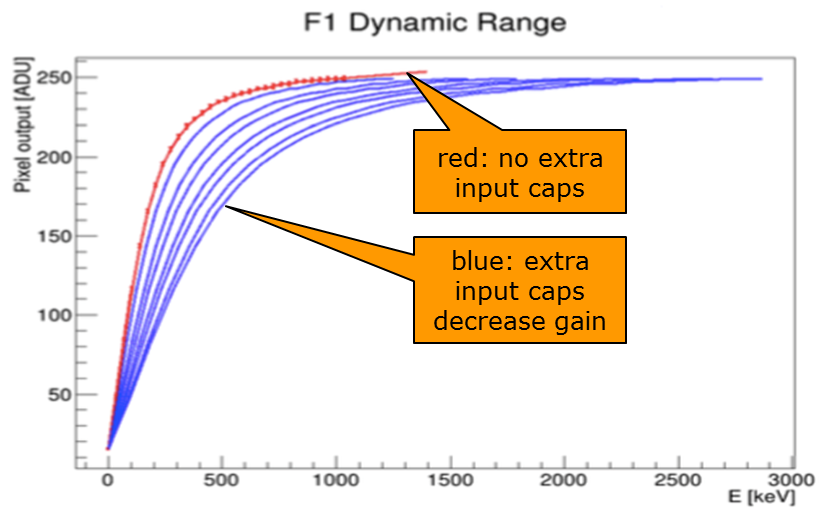 F1 Dynamic Range
Pixel output [ADU]
250
200
150
100
50
red: no extra
input caps
blue: extra
input caps
decrease gain
0
500
1000
1500
2000
2500
3000
E [keV]